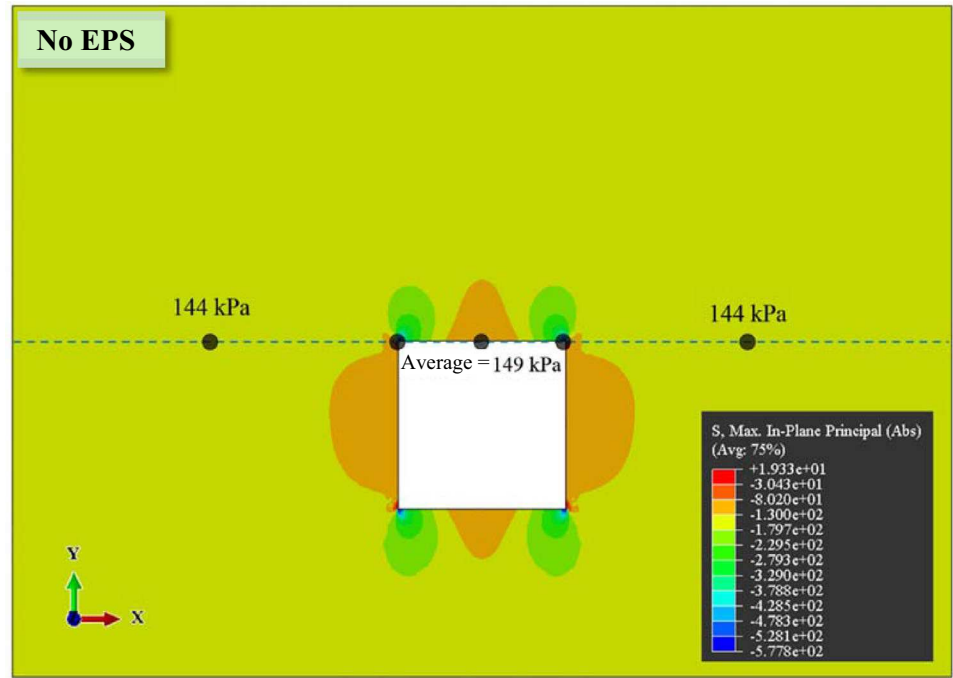 No EPS
144 kPa
144 kPa
Average = 149 kPa
S, Max. In-Plane Principal (Abs)
(Avg: 75%)
+1.933e+01
-3.043e+01
-8.020e+01
-1.300e+02
-1.797e+02
-2.295e+02
-2.793e+02
-3.290e+02
-3.788e+02
-4.285e+02
-4.783e+02
-5.281e+02
-5.778e+02
Y
X